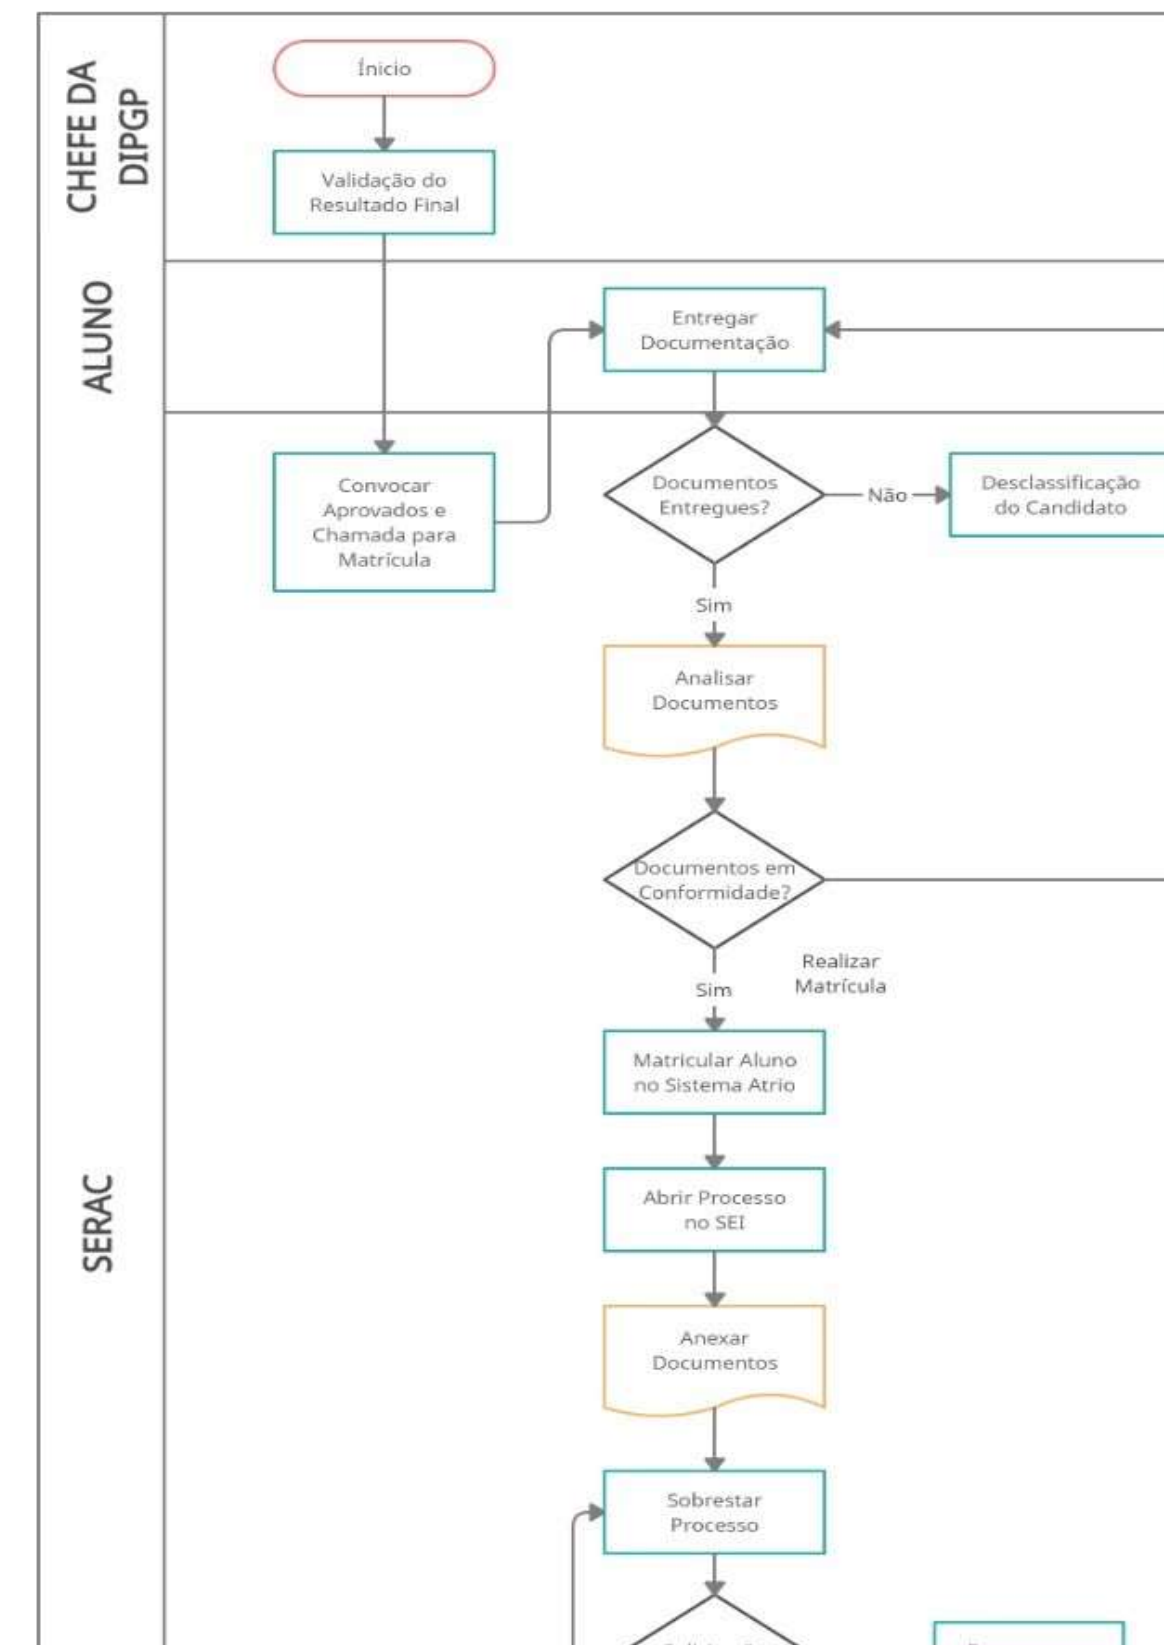 CHEFE DA
DIPGP
Ínicio
Validação do
Resultado Final
ALUNO
Entregar
Documentação
Convocar
Aprovados e
Chamada para
Matrícula
Documentos
Entregues?
Não
Desclassificação
do Candidato
Sim
Analisar
Documentos
Documentos em
Conformidade?
Sim
Realizar
Matrícula
Matricular Aluno
no Sistema Atrio
SERAC
Abrir Processo
no SEI
Anexar
Documentos
Sobrestar
Processo